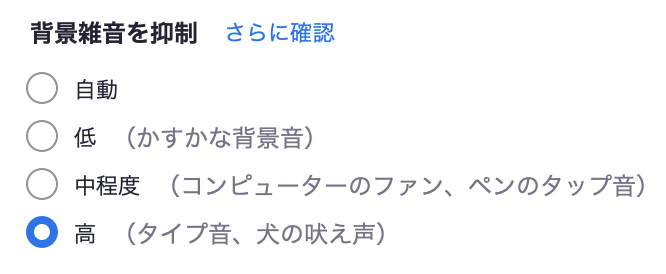 背景雑音を抑制 さらに確認
自動
低 （かすかな背景音）
中程度 （コンピューターのファン、ペンのタップ音）
高 （タイプ音、犬の吠え声）